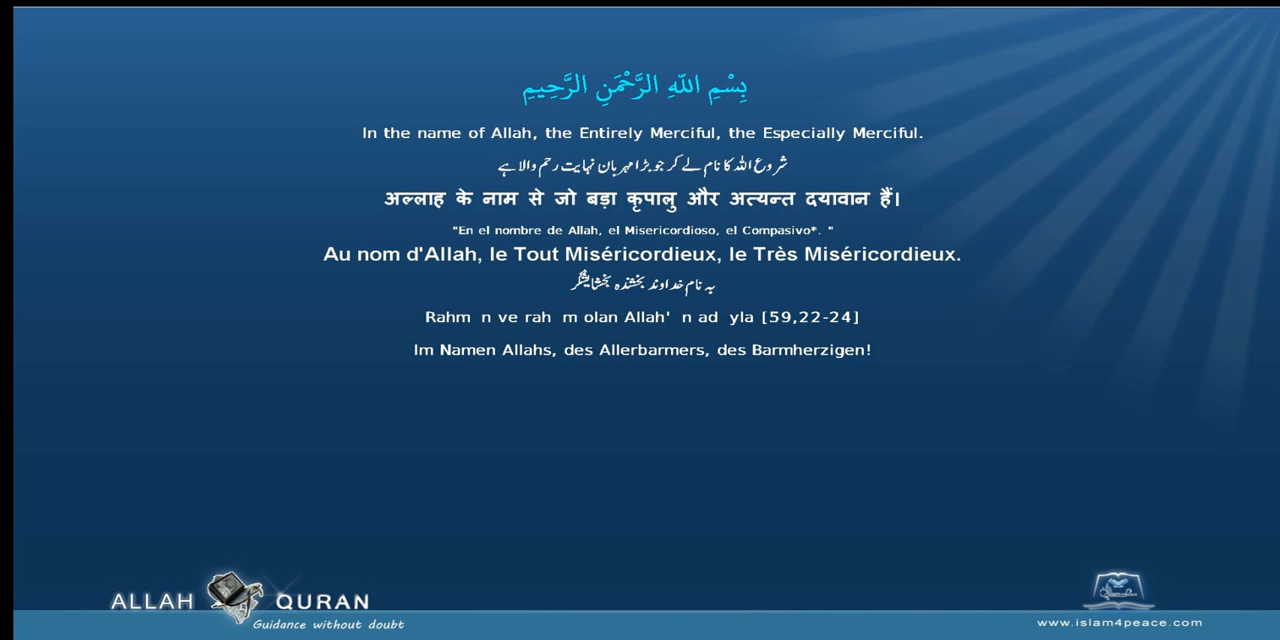 بِسْمِ اللّهِ الرَّحْمَنِ الرَّحِيمِ
In the name of Allah, the Entirely Merciful, the Especially Merciful.
شروع الله کا نام لے کر جو بڑا مہربان نہایت رحم والا ہے
अल्लाह के नाम से जो बड़ा कृपालु और अत्यन्त दयावान हैं।
"En el nombre de Allah, el Misericordioso, el Compasivo*. "
Au nom d'Allah, le Tout Miséricordieux, le Très Miséricordieux.
به نام خداوند بخشنده بخشایشگر
Rahm n ve rah m olan Allah' n ad yla [59,22-24]
Im Namen Allahs, des Allerbarmers, des Barmherzigen!
ALLAH QURAN
Guidance without doubt
www.islam4peace.com